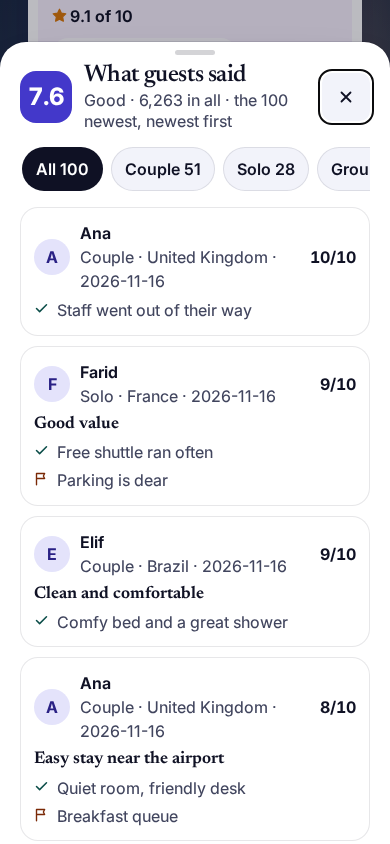 9.1 of 10
7.6
What guests said
Good · 6,263 in all · the 100
newest, newest first
All 100
Couple 51
Solo 28
Grou
A
Ana
Couple · United Kingdom ·
2026-11-16
10/10
Staff went out of their way
F
Farid
Solo · France · 2026-11-16
9/10
Good value
Free shuttle ran often
Parking is dear
E
Elif
Couple · Brazil · 2026-11-16
9/10
Clean and comfortable
Comfy bed and a great shower
A
Ana
Couple · United Kingdom ·
2026-11-16
8/10
Easy stay near the airport
Quiet room, friendly desk
Breakfast queue